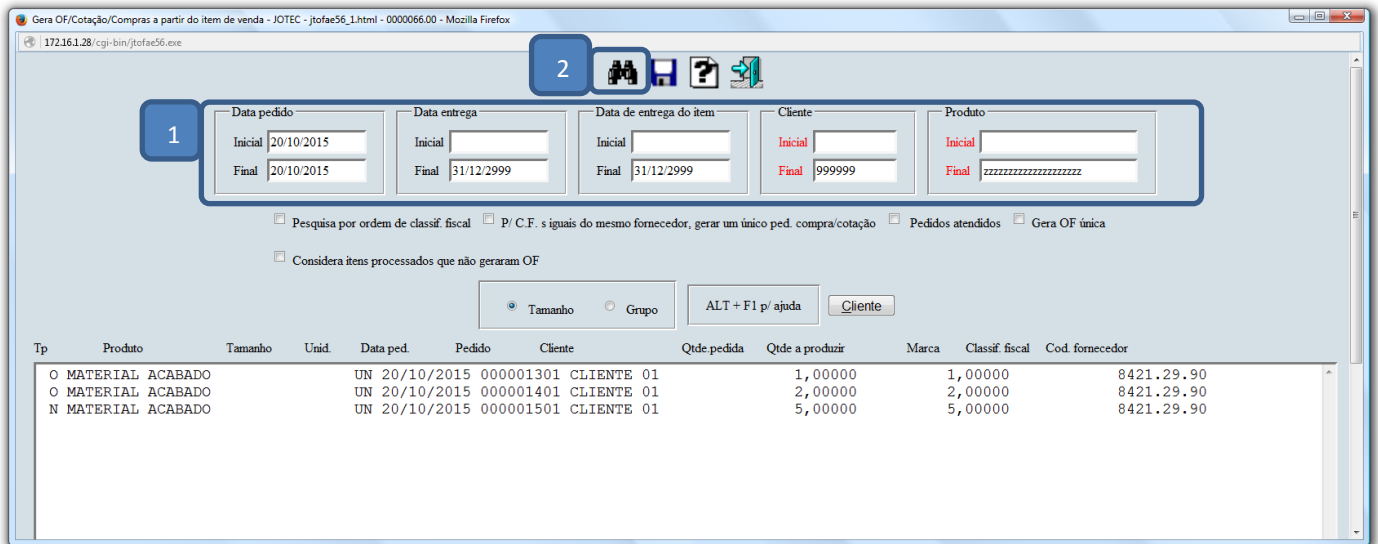 Gera OF/Cotação/Compras a partir do item de venda - JOTEC - jtofae56_1.html - 0000066.00 - Mozilla Firefox
172.16.1.28/cgi-bin/jtofae56.exe
2
1
Data pedido Data entrega Data de entrega do item Cliente Produto
Inicial 20/10/2015 Inicial Inicial Inicial Inicial
Final 20/10/2015 Final 31/12/2999 Final 31/12/2999 Final 999999 Final zzzzzzzzzzzzzzzzzzzz
Pesquisa por ordem de classif. fiscal P/ C.F. s iguais do mesmo fornecedor, gerar um único ped. compra/cotação Pedidos atendidos Gera OF única
Considera itens processados que não geraram OF
Tamanho Grupo ALT + F1 p/ ajuda Cliente
Tp Produto Tamanho Unid. Data ped. Pedido Cliente Qtde.pedida Qtde a produzir Marca Classif. fiscal Cod. fornecedor
O MATERIAL ACABADO UN 20/10/2015 000001301 CLIENTE 01 1,00000 1,00000 8421.29.90
O MATERIAL ACABADO UN 20/10/2015 000001401 CLIENTE 01 2,00000 2,00000 8421.29.90
N MATERIAL ACABADO UN 20/10/2015 000001501 CLIENTE 01 5,00000 5,00000 8421.29.90